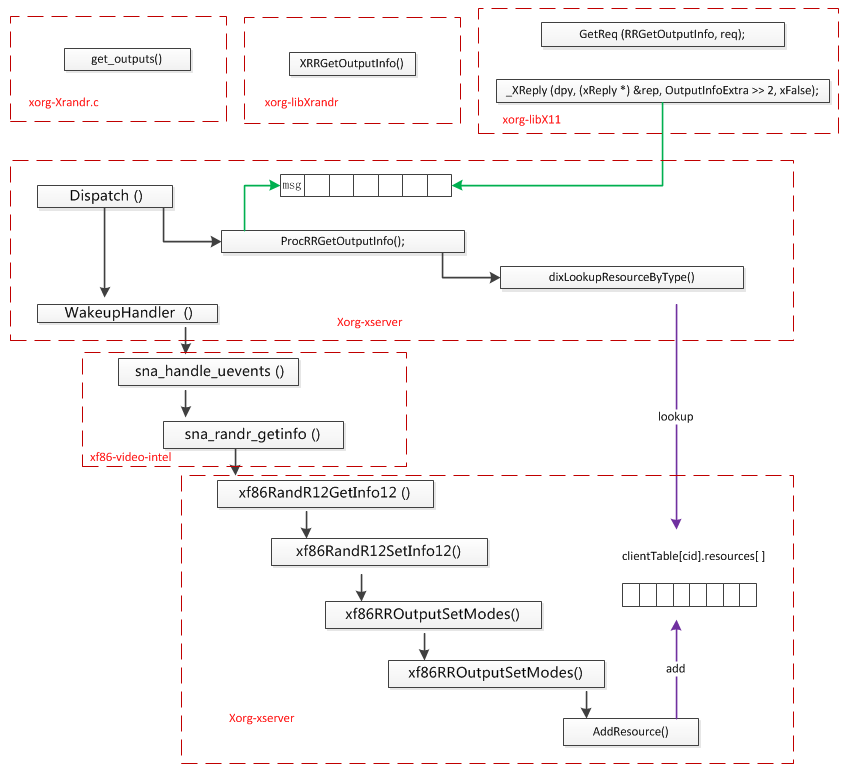 get_outputs()
xorg-Xrandr.c
XRRGetOutputInfo()
xorg-libXrandr
GetReq (RRGetOutputInfo, req);
_XReply (dpy, (xReply *) &rep, OutputInfoExtra >> 2, xFalse);
xorg-libX11
Dispatch ()
msg
ProcRRGetOutputInfo();
dixLookupResourceByType()
WakeupHandler ()
Xorg-xserver
sna_handle_uevents ()
sna_randr_getinfo ()
xf86-video-intel
lookup
xf86RandR12GetInfo12 ()
xf86RandR12SetInfo12()
clientTable[cid].resources[ ]
xf86RROutputSetModes()
xf86RROutputSetModes()
add
Xorg-xserver
AddResource()